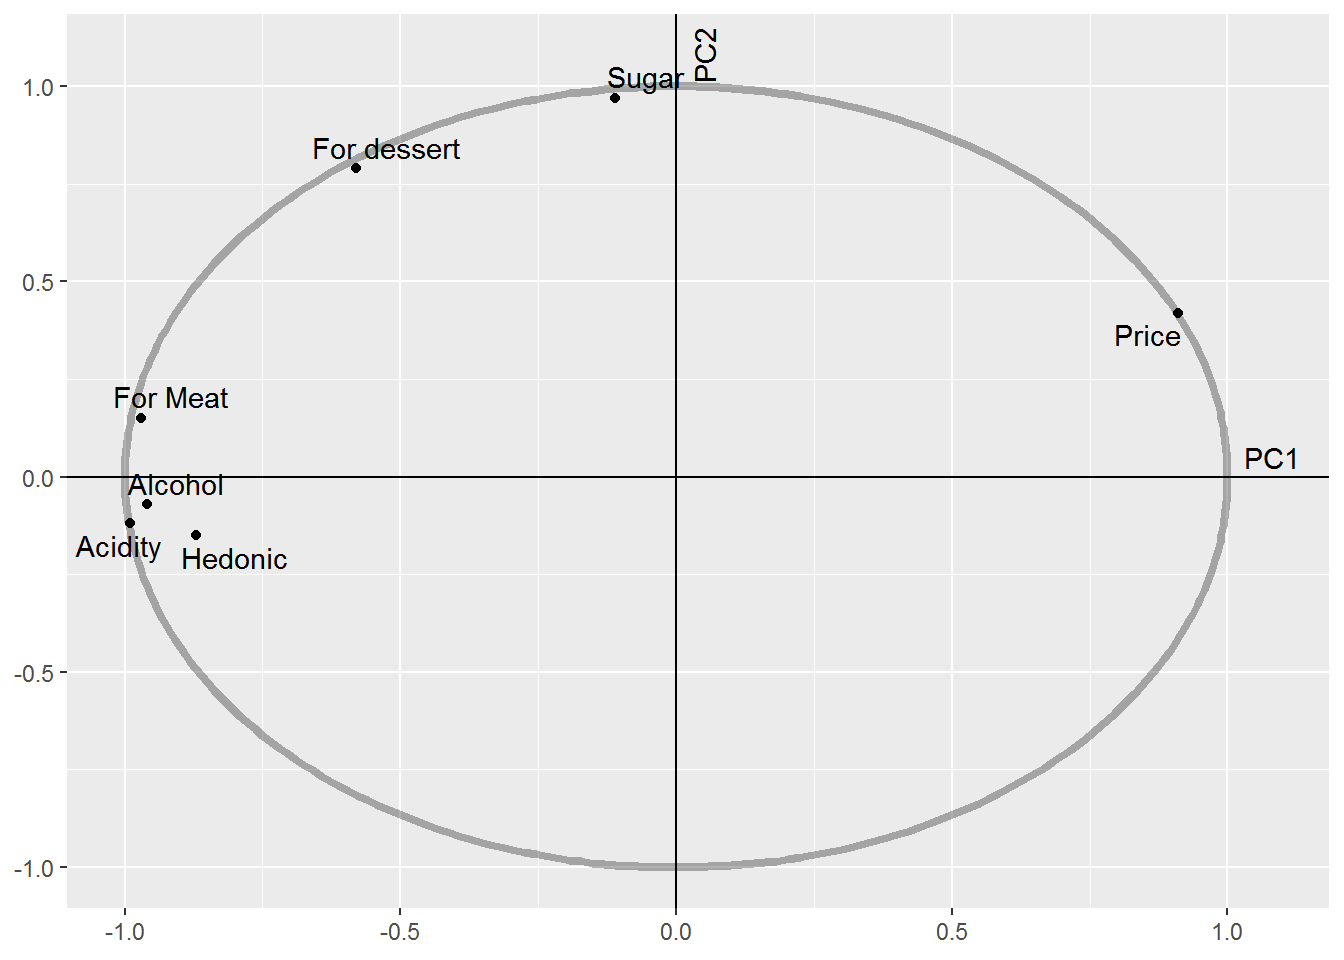 PC2
1.0
Sugar
For dessert
0.5
Price
For Meat
PC1
0.0
Alcohol
Acidity
Hedonic
-0.5
-1.0
-1.0
-0.5
0.0
0.5
1.0